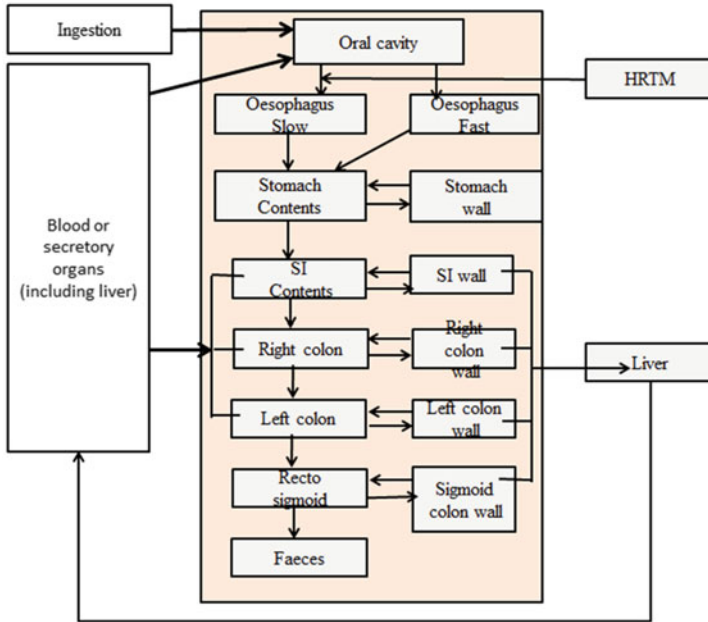 Ingestion
Oral cavity
HRTM
Oesophagus
Slow
Oesophagus
Fast
Stomach
Contents
Stomach
wall
Blood or
secretory
organs
(including liver)
SI
Contents
SI wall
Right colon
Right
colon
wall
Liver
Left colon
Left colon
wall
Recto
sigmoid
Sigmoid
colon wall
Faeces